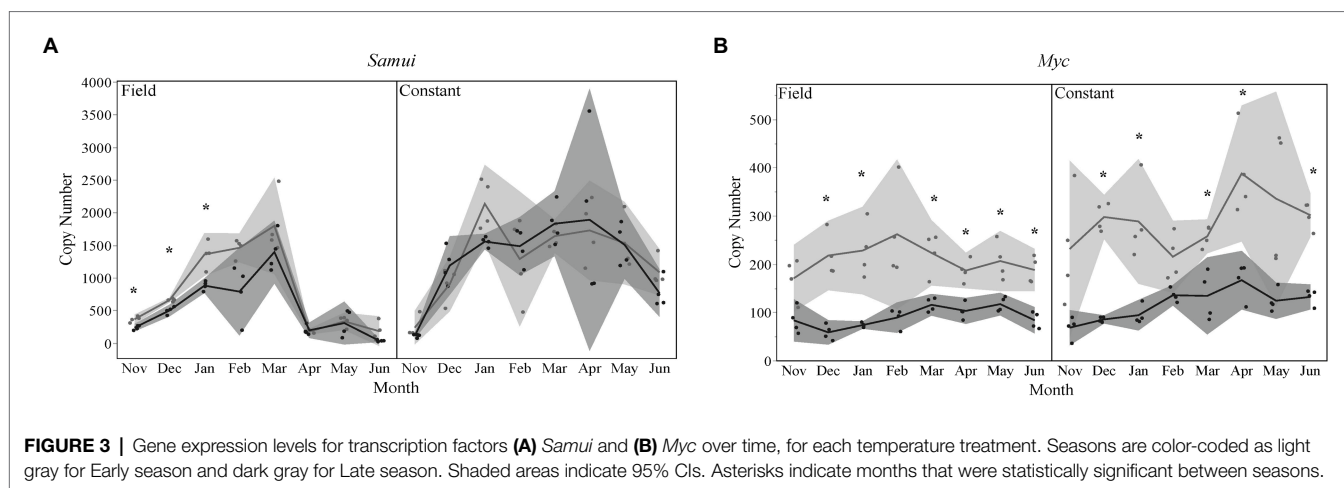 A
Samui
Field
Constant
4000
3500
3000
2500
2000
1500
1000
500
0
Copy Number
*
*
*
Nov Dec Jan Feb Mar Apr May Jun Nov Dec Jan Feb Mar Apr May Jun
Month
B
Myc
Field
Constant
500
400
300
200
100
0
Copy Number
* * * * * *
* * * * *
Nov Dec Jan Feb Mar Apr May Jun Nov Dec Jan Feb Mar Apr May Jun
Month
FIGURE 3 | Gene expression levels for transcription factors (A) Samui and (B) Myc over time, for each temperature treatment. Seasons are color-coded as light
gray for Early season and dark gray for Late season. Shaded areas indicate 95% CIs. Asterisks indicate months that were statistically significant between seasons.